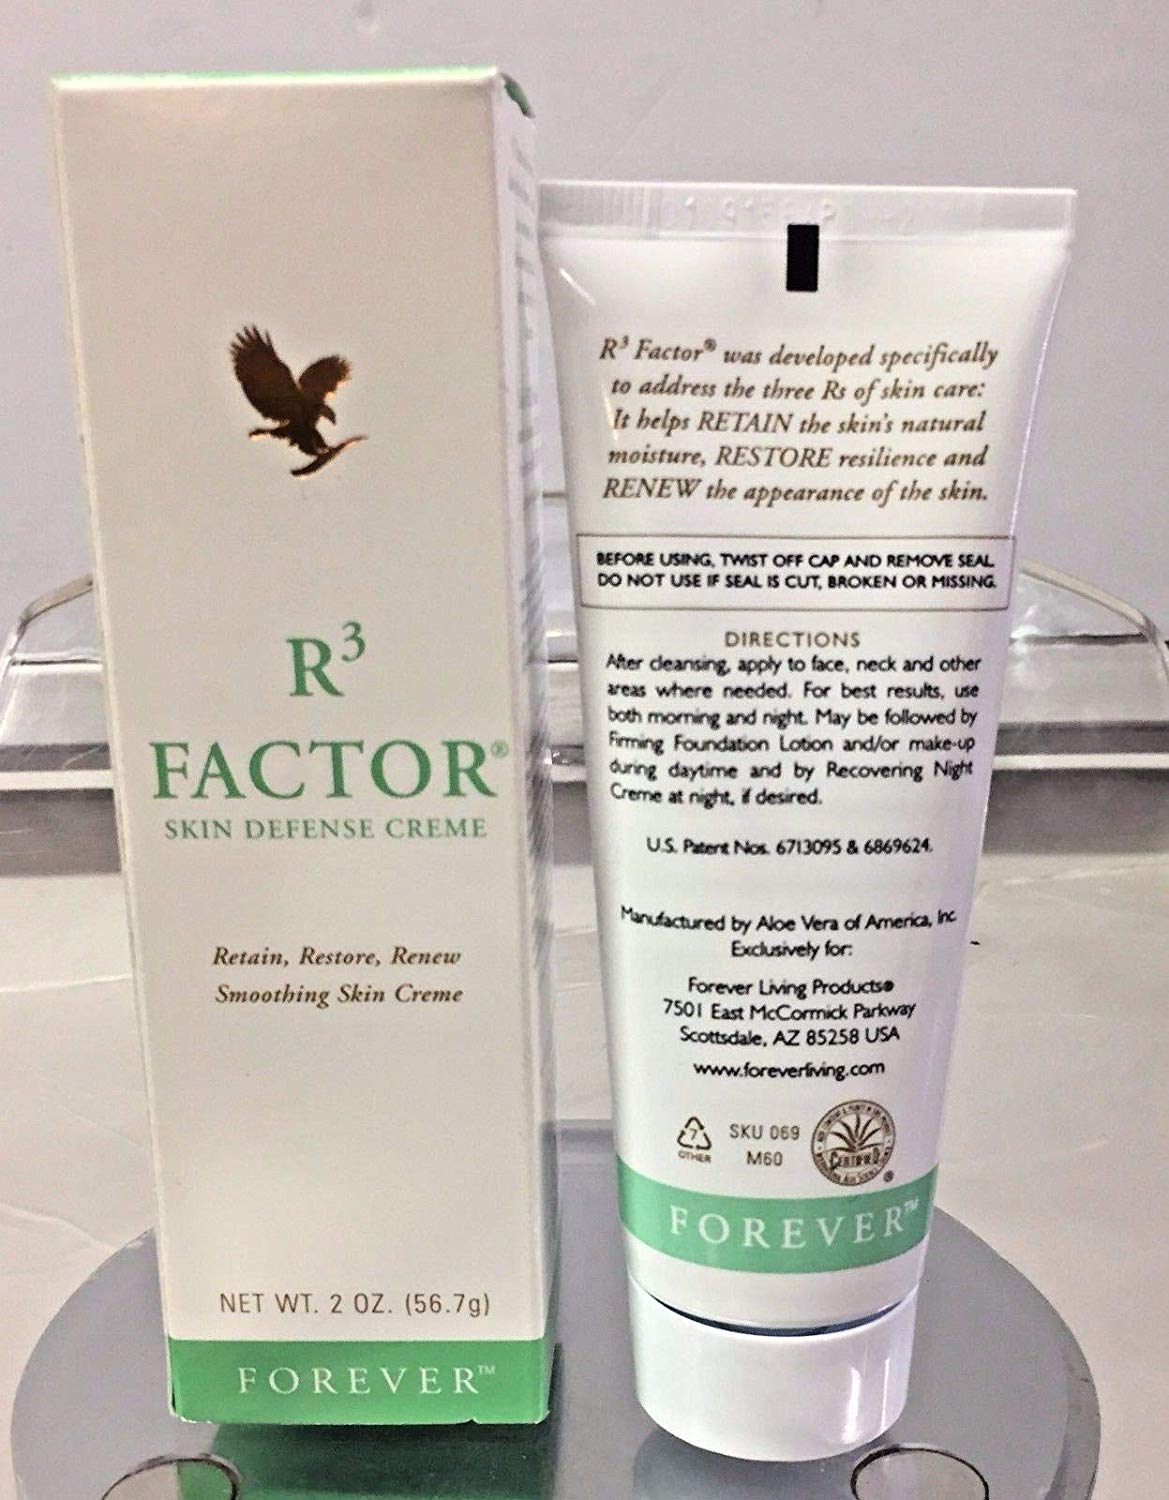 R³
FACTOR®
SKIN DEFENSE CREME
Retain, Restore, Renew
Smoothing Skin Creme
NET WT. 2 OZ. (56.7g)
FOREVER™
R³ Factor® was developed specifically
to address the three Rs of skin care:
It helps RETAIN the skin's natural
moisture, RESTORE resilience and
RENEW the appearance of the skin.
BEFORE USING, TWIST OFF CAP AND REMOVE SEAL.
DO NOT USE IF SEAL IS CUT, BROKEN OR MISSING.
DIRECTIONS
After cleansing, apply to face, neck and other
areas where needed. For best results, use
both morning and night. May be followed by
Firming Foundation Lotion and/or make-up
during daytime and by Recovering Night
Creme at night, if desired.
U.S. Patent Nos. 6713095 & 6869624.
Manufactured by Aloe Vera of America, Inc.
Exclusively for:
Forever Living Products®
7501 East McCormick Parkway
Scottsdale, AZ 85258 USA
www.foreverliving.com
7
OTHER
SKU 069
M60
CERTIFIED
®
FOREVER™